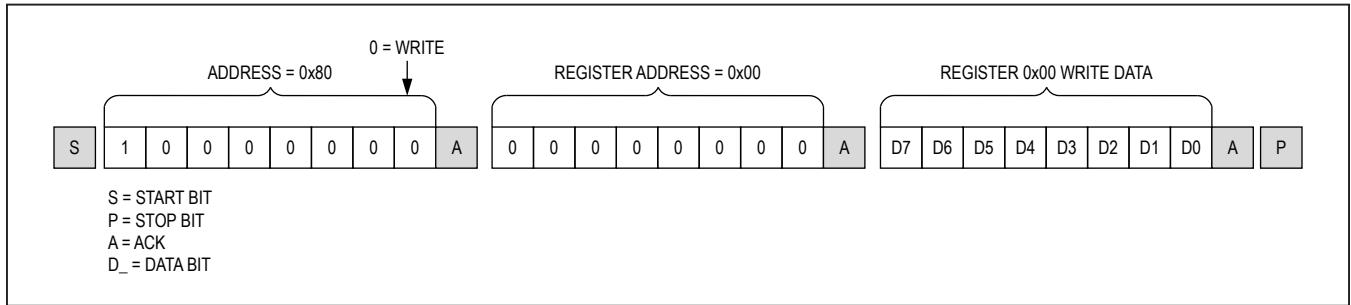 0 = WRITE
ADDRESS = 0x80 REGISTER ADDRESS = 0x00 REGISTER 0x00 WRITE DATA
S 1 0 0 0 0 0 0 0 A 0 0 0 0 0 0 0 0 A D7 D6 D5 D4 D3 D2 D1 D0 A P
S = START BIT
P = STOP BIT
A = ACK
D_ = DATA BIT